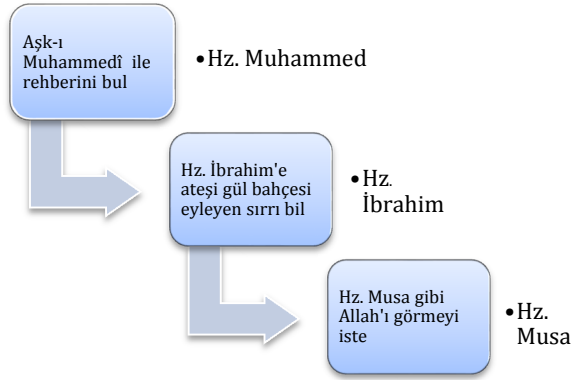 Aşk-ı
Muhammedî ile
rehberini bul
•Hz. Muhammed
Hz. İbrahim'e
ateşi gül bahçesi
eyleyen sırrı bil
•Hz.
İbrahim
Hz. Musa gibi
Allah'ı görmeyi
iste
•Hz.
Musa